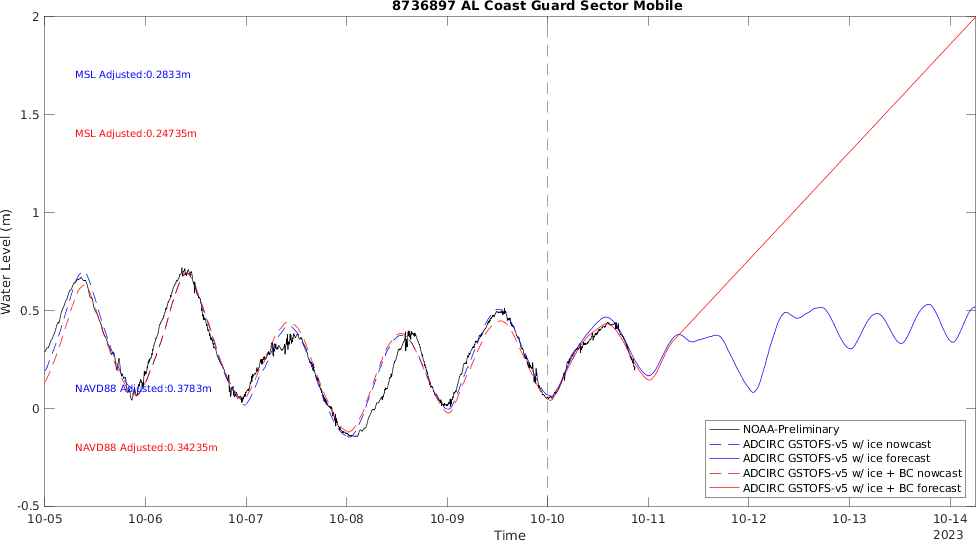 8736897 AL Coast Guard Sector Mobile
2
MSL Adjusted:0.2833m
MSL Adjusted:0.24735m
1.5
1
Water Level (m)
0.5
NAVD88 Adjusted:0.3783m
0
NAVD88 Adjusted:0.34235m
NOAA-Preliminary
ADCIRC GSTOFS-v5 w/ ice nowcast
ADCIRC GSTOFS-v5 w/ ice forecast
ADCIRC GSTOFS-v5 w/ ice + BC nowcast
ADCIRC GSTOFS-v5 w/ ice + BC forecast
-0.5
10-05 10-06 10-07 10-08 10-09 10-10 10-11 10-12 10-13 10-14
Time
2023